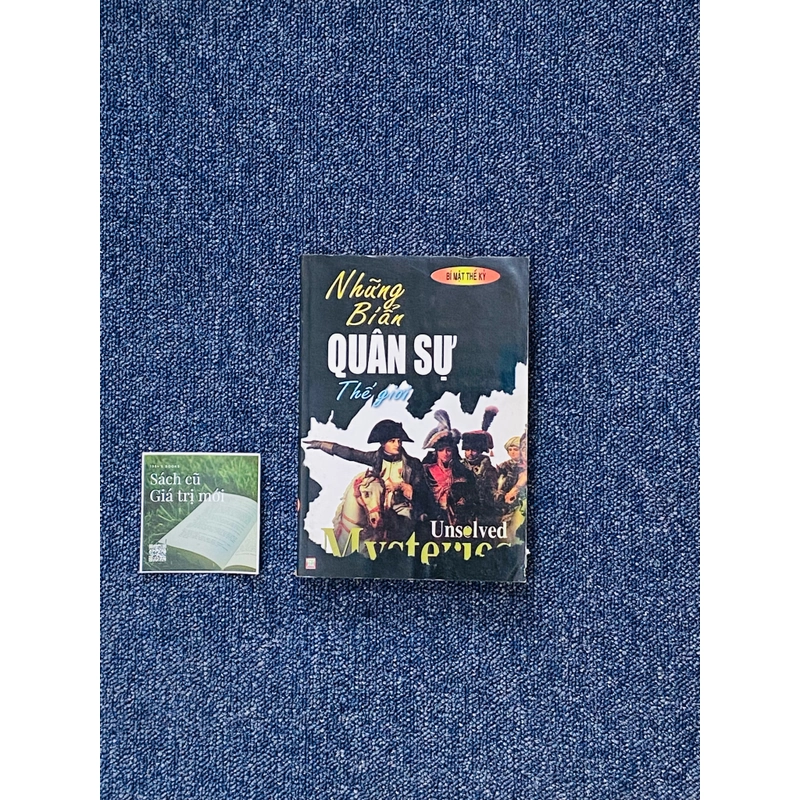 BÍ MẬT THẾ KỶ
Những
Bí ẩn
QUÂN SỰ
Thế giới
Unsolved
Mysteries
Sách cũ
Giá trị mới